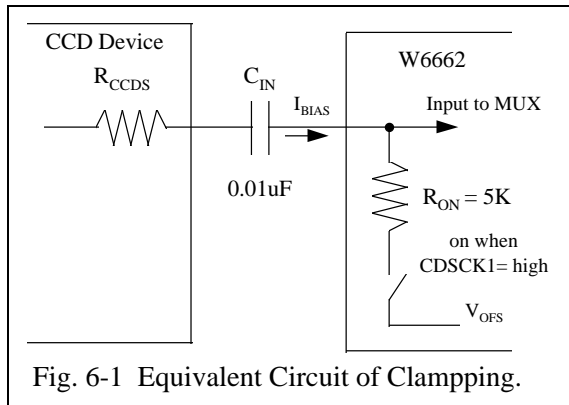 CCD Device
R_CCDS
C_IN
I_BIAS
0.01uF
W6662
Input to MUX
R_ON = 5K
on when
CDSCK1= high
V_OFS
Fig. 6-1 Equivalent Circuit of Clampping.